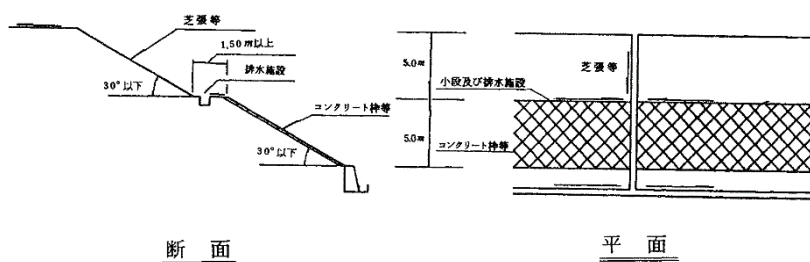 芝張等
1.50m以上
排水施設
30°以下
コンクリート枠等
30°以下
断面
5.0m
5.0m
芝張等
小段及び排水施設
コンクリート枠等
平面